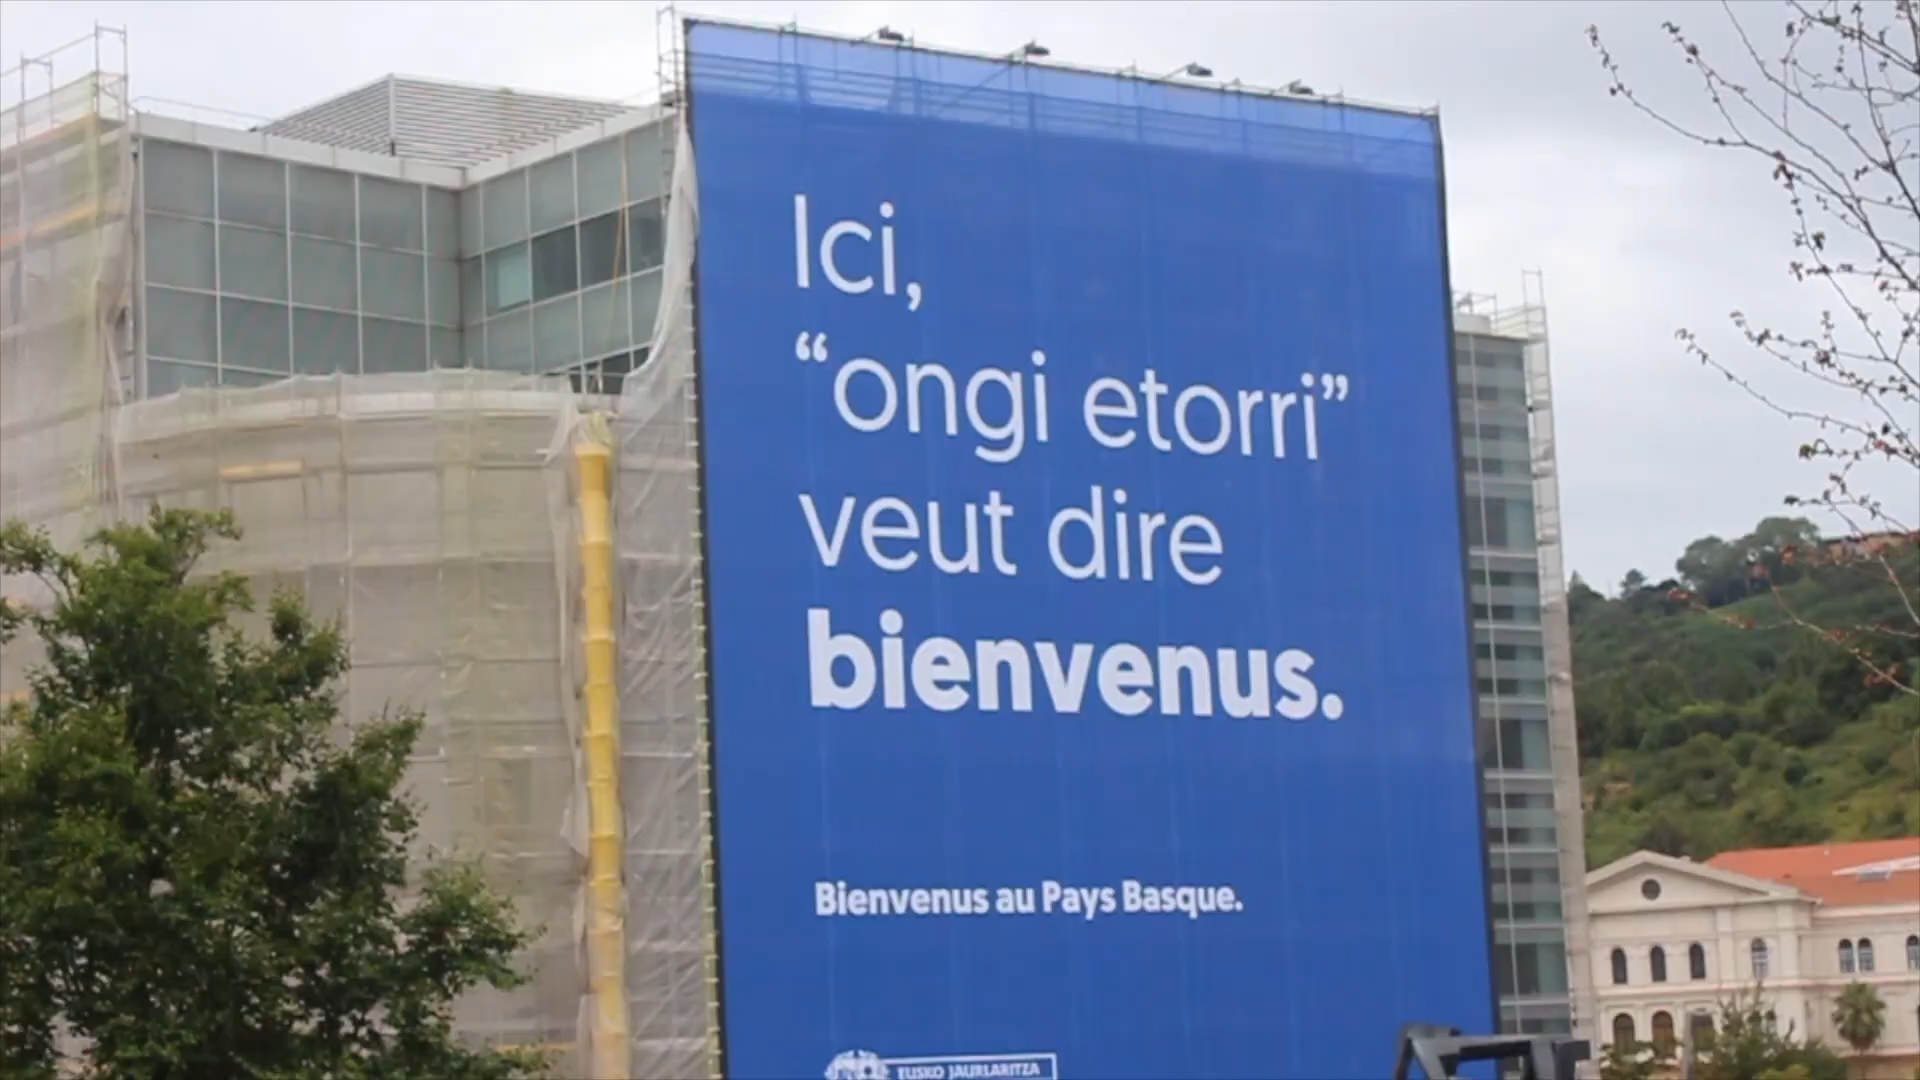 Ici,
“ongi etorri”
veut dire
bienvenus.
Bienvenus au Pays Basque.
EUSKO JAURLARITZA